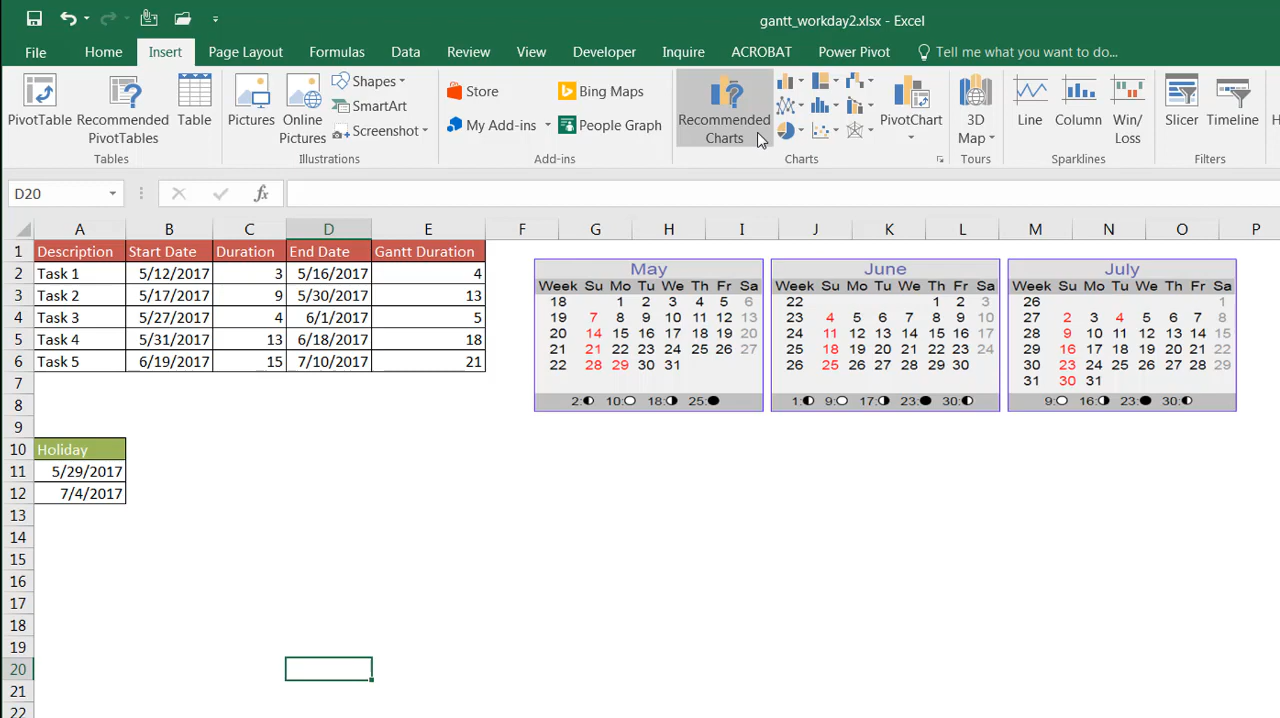 gantt_workday2.xlsx - Excel
File Home Insert Page Layout Formulas Data Review View Developer Inquire ACROBAT Power Pivot Tell me what you want to do...
PivotTable Recommended PivotTables Table
Tables
Pictures Online Pictures Shapes SmartArt Screenshot
Illustrations
Store My Add-ins Bing Maps People Graph
Add-ins
Recommended Charts PivotChart
Charts
3D Map
Tours
Line Column Win/Loss
Sparklines
Slicer Timeline
Filters
D20 fx
A B C D E F G H I J K L M N O P
1 Description Start Date Duration End Date Gantt Duration
2 Task 1 5/12/2017 3 5/16/2017 4
3 Task 2 5/17/2017 9 5/30/2017 13
4 Task 3 5/27/2017 4 6/1/2017 5
5 Task 4 5/31/2017 13 6/18/2017 18
6 Task 5 6/19/2017 15 7/10/2017 21
7
8
9
10 Holiday
11 5/29/2017
12 7/4/2017
13
14
15
16
17
18
19
20
21
22
May
Week Su Mo Tu We Th Fr Sa
18 1 2 3 4 5 6
19 7 8 9 10 11 12 13
20 14 15 16 17 18 19 20
21 21 22 23 24 25 26 27
22 28 29 30 31
2: 10: 18: 25:
June
Week Su Mo Tu We Th Fr Sa
22 1 2 3
23 4 5 6 7 8 9 10
24 11 12 13 14 15 16 17
25 18 19 20 21 22 23 24
26 25 26 27 28 29 30
1: 9: 17: 23: 30:
July
Week Su Mo Tu We Th Fr Sa
26 1
27 2 3 4 5 6 7 8
28 9 10 11 12 13 14 15
29 16 17 18 19 20 21 22
30 23 24 25 26 27 28 29
31 30 31
9: 16: 23: 30: